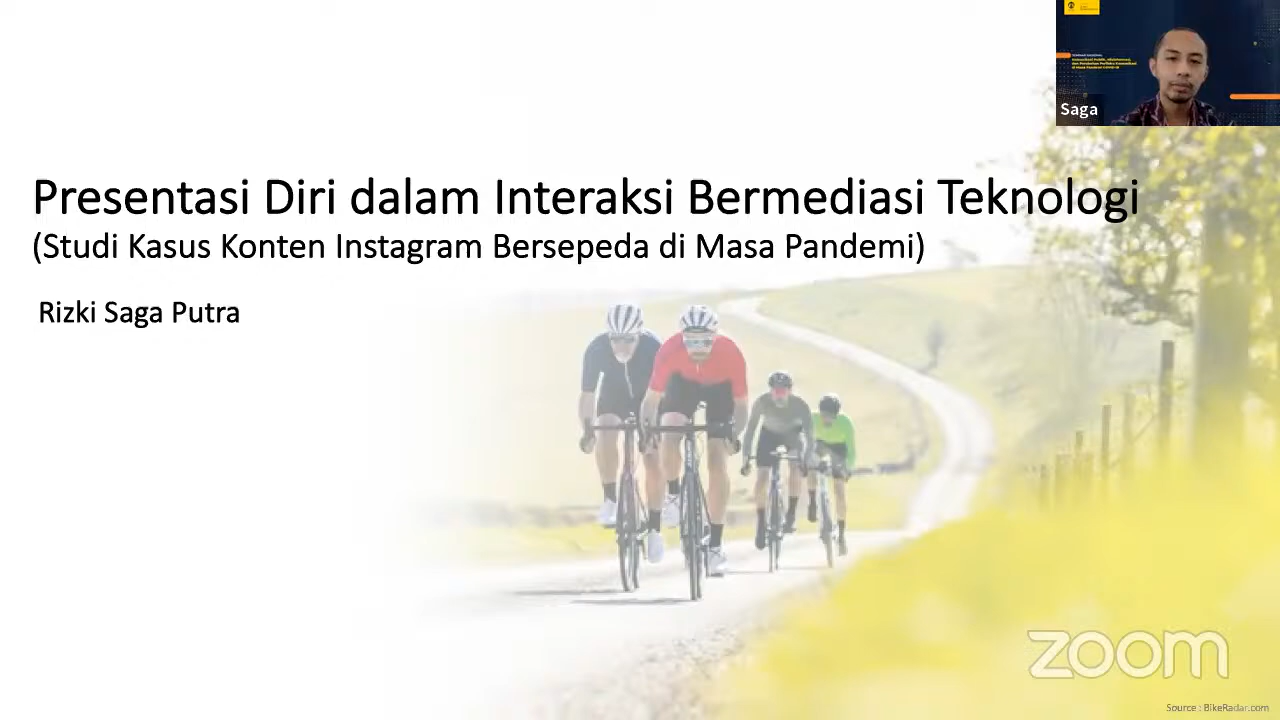 Presentasi Diri dalam Interaksi Bermediasi Teknologi
(Studi Kasus Konten Instagram Bersepeda di Masa Pandemi)
Rizki Saga Putra
Saga
zoom
Source : BikeRadar.com